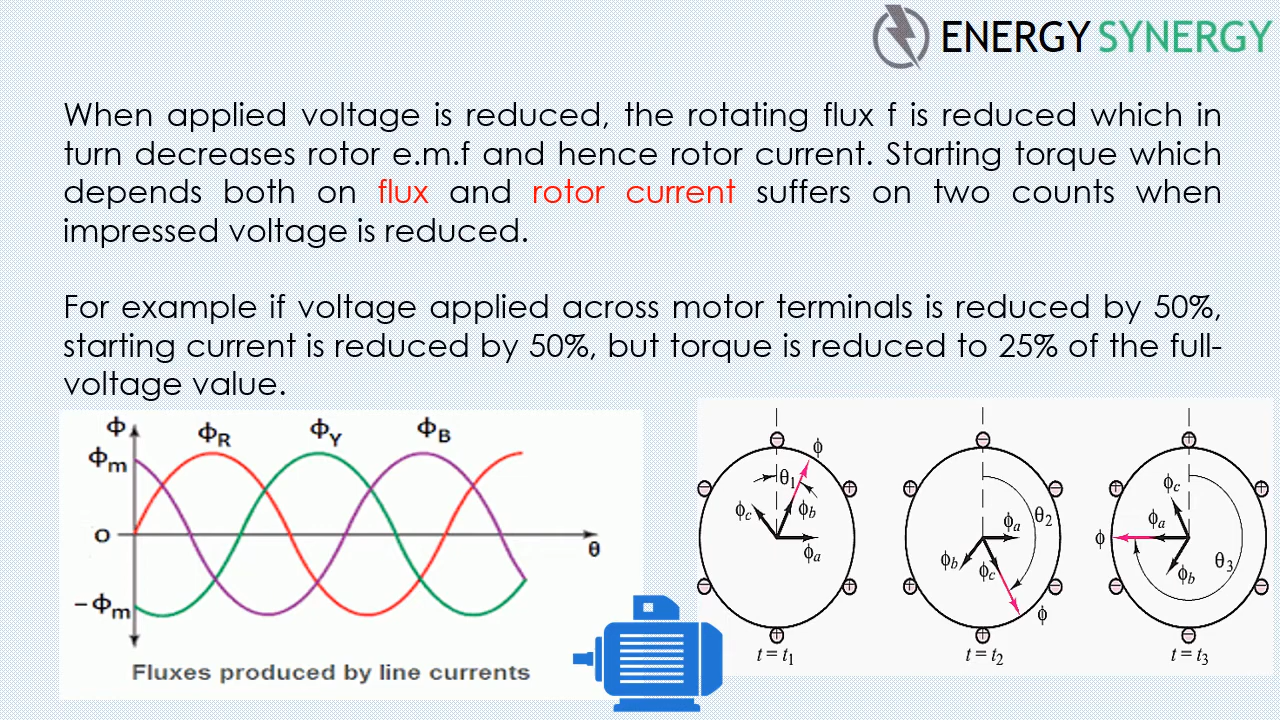 ENERGY SYNERGY
When applied voltage is reduced, the rotating flux f is reduced which in
turn decreases rotor e.m.f and hence rotor current. Starting torque which
depends both on flux and rotor current suffers on two counts when
impressed voltage is reduced.
For example if voltage applied across motor terminals is reduced by 50%,
starting current is reduced by 50%, but torque is reduced to 25% of the full-
voltage value.
Φ
Φm
ΦR
ΦY
ΦB
O
θ
−Φm
Fluxes produced by line currents
ϕ
θ1
ϕc
ϕb
ϕa
t = t1
θ2
ϕa
ϕb
ϕc
ϕ
t = t2
ϕc
ϕa
ϕ
ϕb
θ3
t = t3